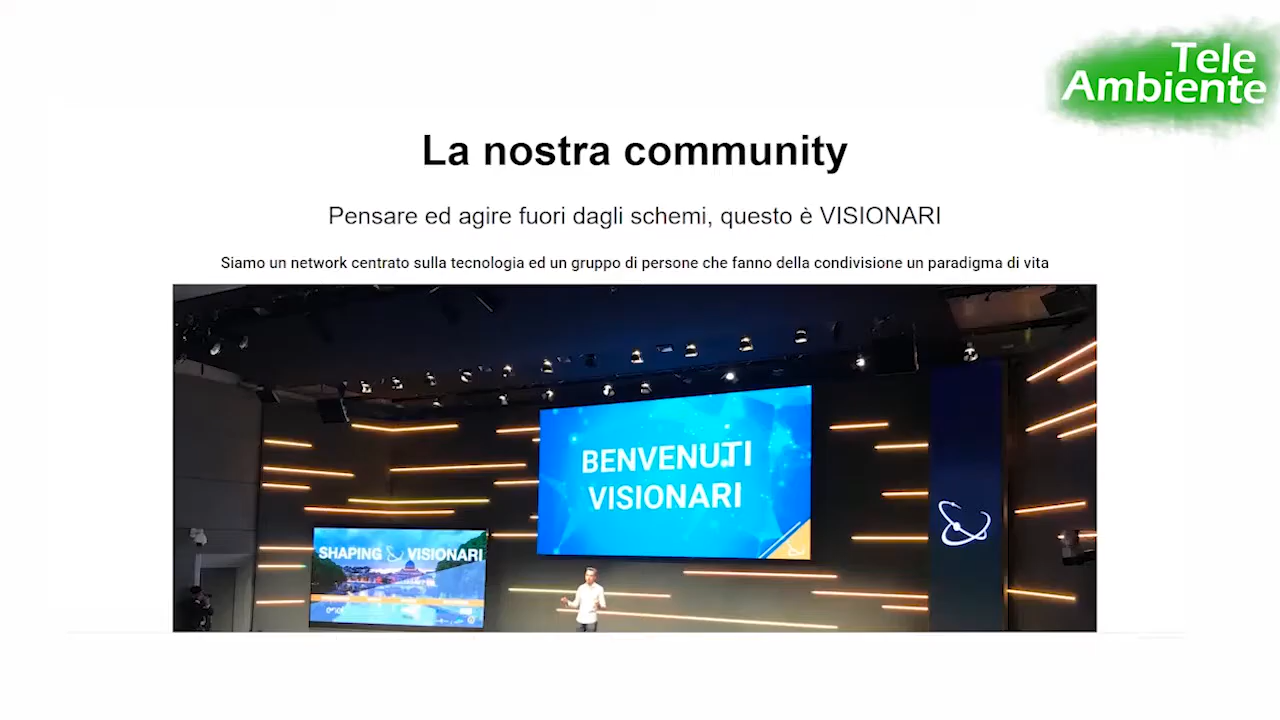 Tele
Ambiente
La nostra community
Pensare ed agire fuori dagli schemi, questo è VISIONARI
Siamo un network centrato sulla tecnologia ed un gruppo di persone che fanno della condivisione un paradigma di vita
BENVENUTI
VISIONARI
SHAPING VISIONARI